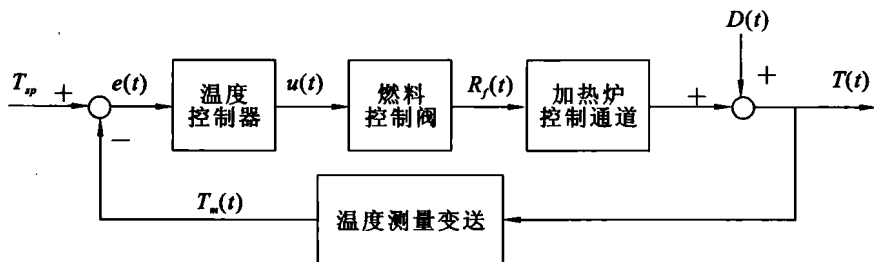 D(t)
T_sp + e(t) 温度 控制器 u(t) 燃料 控制阀 R_f(t) 加热炉 控制通道 + + T(t)
−
T_m(t) 温度测量变送